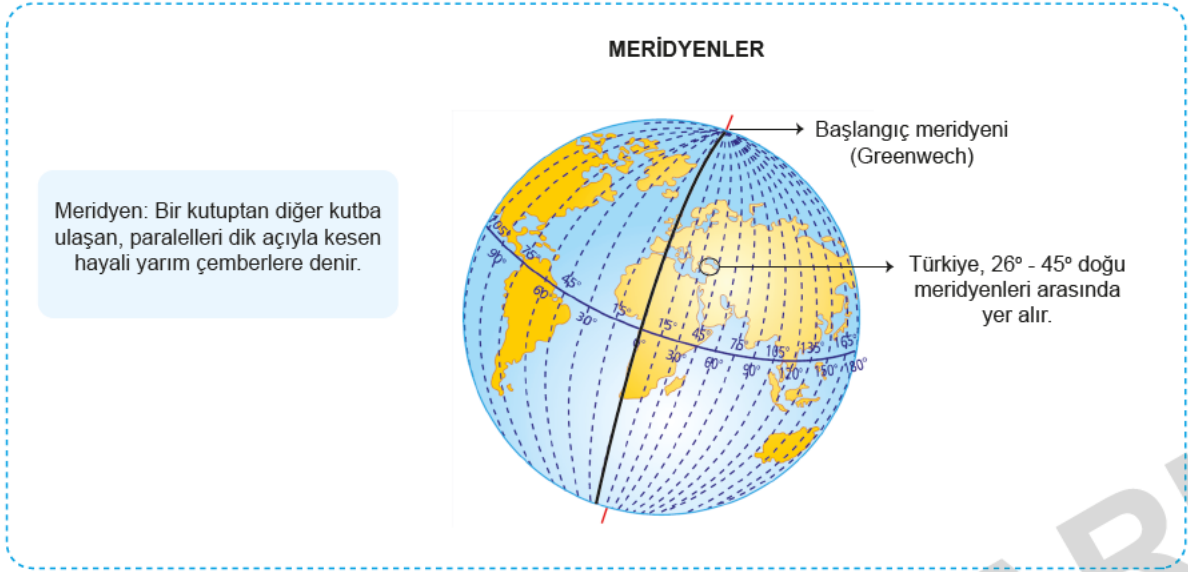 MERİDYENLER
Başlangıç meridyeni
(Greenwech)
Meridyen: Bir kutuptan diğer kutba
ulaşan, paralelleri dik açıyla kesen
hayali yarım çemberlere denir.
Türkiye, 26º - 45º doğu
meridyenleri arasında
yer alır.
105° 75° 45° 15° 15° 45° 75° 105° 135° 165°
90° 60° 30° 0° 30° 60° 90° 120° 150° 180°